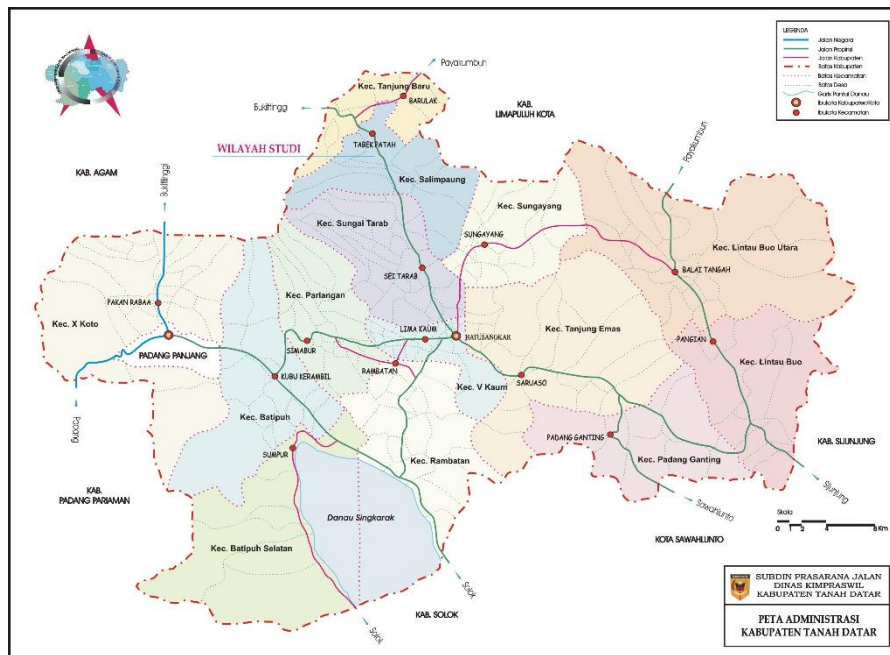 Payakumbuh
Kec. Tanjung Baru
BARULAK
Bukittinggi
TABEK PATAH
KAB.
LIMAPULUH KOTA
WILAYAH STUDI
KAB. AGAM
Bukittinggi
Kec. Salimpaung
Payakumbuh
Kec. Sungayang
Kec. Sungai Tarab
SUNGAYANG
Kec. Lintau Buo Utara
SEI TARAB
BALAI TANGAH
PAKAN RABAA
Kec. Pariangan
Kec. X Koto
Kec. Tanjung Emas
LIMA KAUM
BATUSANGKAR
PANGIAN
SIMABUR
PADANG PANJANG
Kec. Lintau Buo
RAMBATAN
KUBU KERAMBIL
SARUASO
Kec. V Kaum
Padang
Kec. Batipuh
PADANG GANTING
KAB. SIJUNJUNG
SUMPUR
Kec. Padang Ganting
Kec. Rambatan
KAB.
PADANG PARIAMAN
Sijunjung
Sawahlunto
Danau Singkarak
KOTA SAWAHLUNTO
Kec. Batipuh Selatan
Solok
KAB. SOLOK
Solok
LEGENDA
Jalan Negara
Jalan Propinsi
Jalan Kabupaten
Batas Kabupaten
Batas Kecamatan
Batas Desa
Garis Pantai Danau
Ibukota Kabupaten/Kota
Ibukota Kecamatan
Skala
0 1 2 4 8 Km
SUBDIN PRASARANA JALAN
DINAS KIMPRASWIL
KABUPATEN TANAH DATAR
PETA ADMINISTRASI
KABUPATEN TANAH DATAR